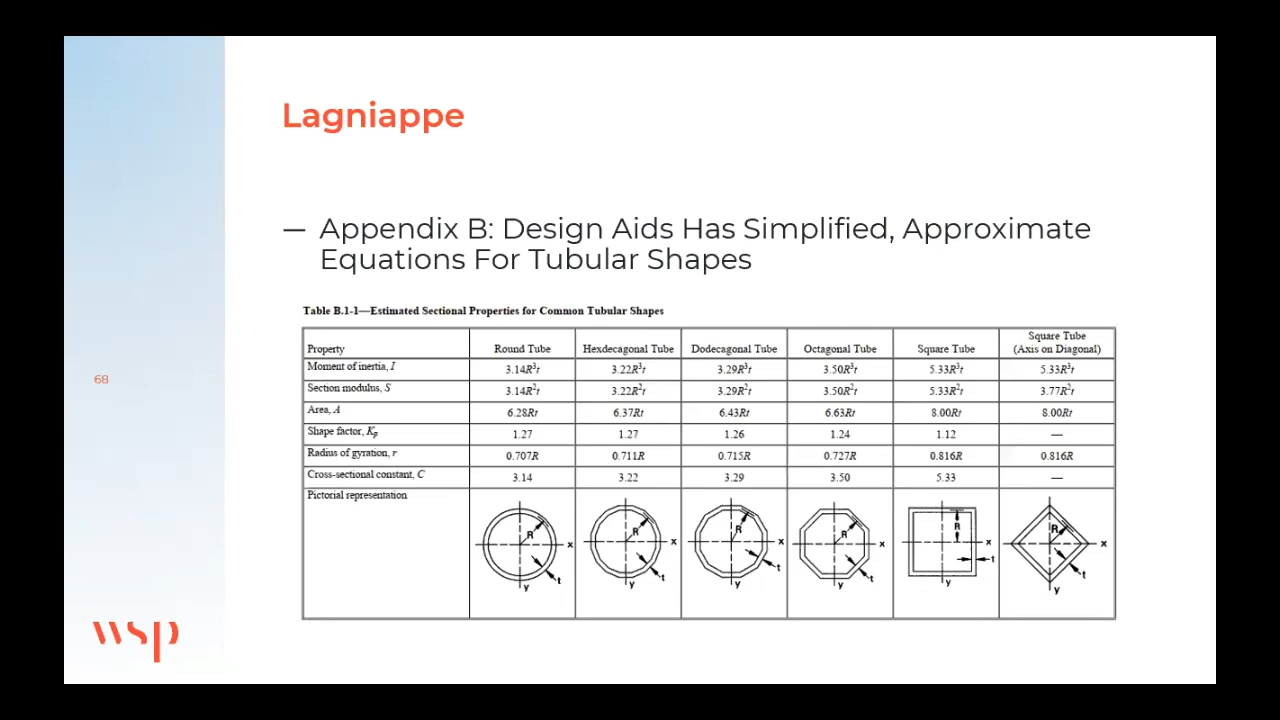 Lagniappe
— Appendix B: Design Aids Has Simplified, Approximate
Equations For Tubular Shapes
Table B.1-1—Estimated Sectional Properties for Common Tubular Shapes
Property Round Tube Hexdecagonal Tube Dodecagonal Tube Octagonal Tube Square Tube Square Tube (Axis on Diagonal)
Moment of inertia, I 3.14R³t 3.22R³t 3.29R³t 3.50R³t 5.33R³t 5.33R³t
Section modulus, S 3.14R²t 3.22R²t 3.29R²t 3.50R²t 5.33R²t 3.77R²t
Area, A 6.28Rt 6.37Rt 6.43Rt 6.63Rt 8.00Rt 8.00Rt
Shape factor, Kp 1.27 1.27 1.26 1.24 1.12 —
Radius of gyration, r 0.707R 0.711R 0.715R 0.727R 0.816R 0.816R
Cross-sectional constant, C 3.14 3.22 3.29 3.50 5.33 —
Pictorial representation
R x t y R x t y R x t y R x t y R x t y R x t y
68
wsp